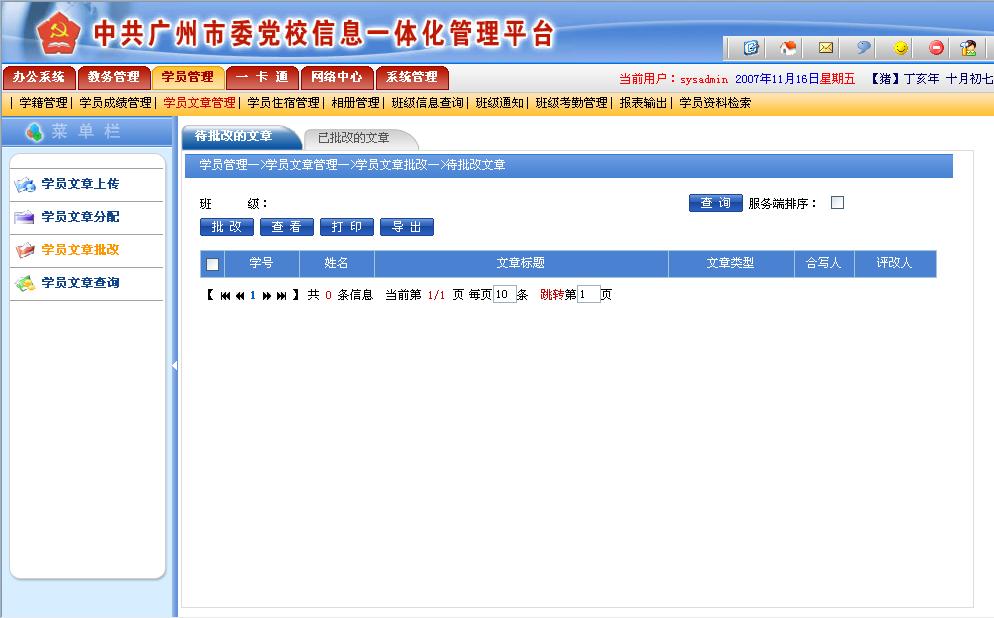 中共广州市委党校信息一体化管理平台
办公系统 教务管理 学员管理 一 卡 通 网络中心 系统管理
当前用户：sysadmin 2007年11月16日星期五 【猪】丁亥年 十月初七
| 学籍管理| 学员成绩管理| 学员文章管理| 学员住宿管理| 相册管理| 班级信息查询| 班级通知| 班级考勤管理| 报表输出| 学员资料检索
菜 单 栏
待批改的文章 已批改的文章
学员管理—>学员文章管理—>学员文章批改—>待批改文章
学员文章上传
学员文章分配
学员文章批改
学员文章查询
班 级：
查 询 服务端排序：
批 改 查 看 打 印 导 出
学号 姓名 文章标题 文章类型 合写人 评改人
【 1 】 共 0 条信息 当前第 1/1 页 每页10条 跳转第1页